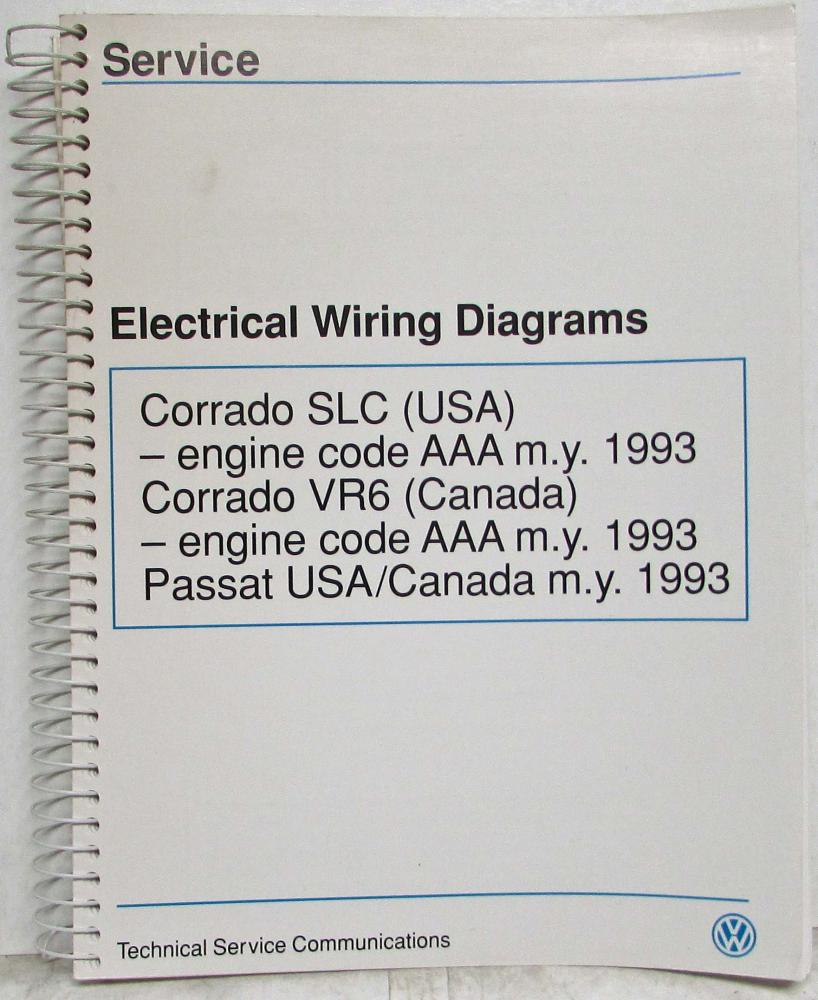 Service
Electrical Wiring Diagrams
Corrado SLC (USA)
– engine code AAA m.y. 1993
Corrado VR6 (Canada)
– engine code AAA m.y. 1993
Passat USA/Canada m.y. 1993
Technical Service Communications
VW